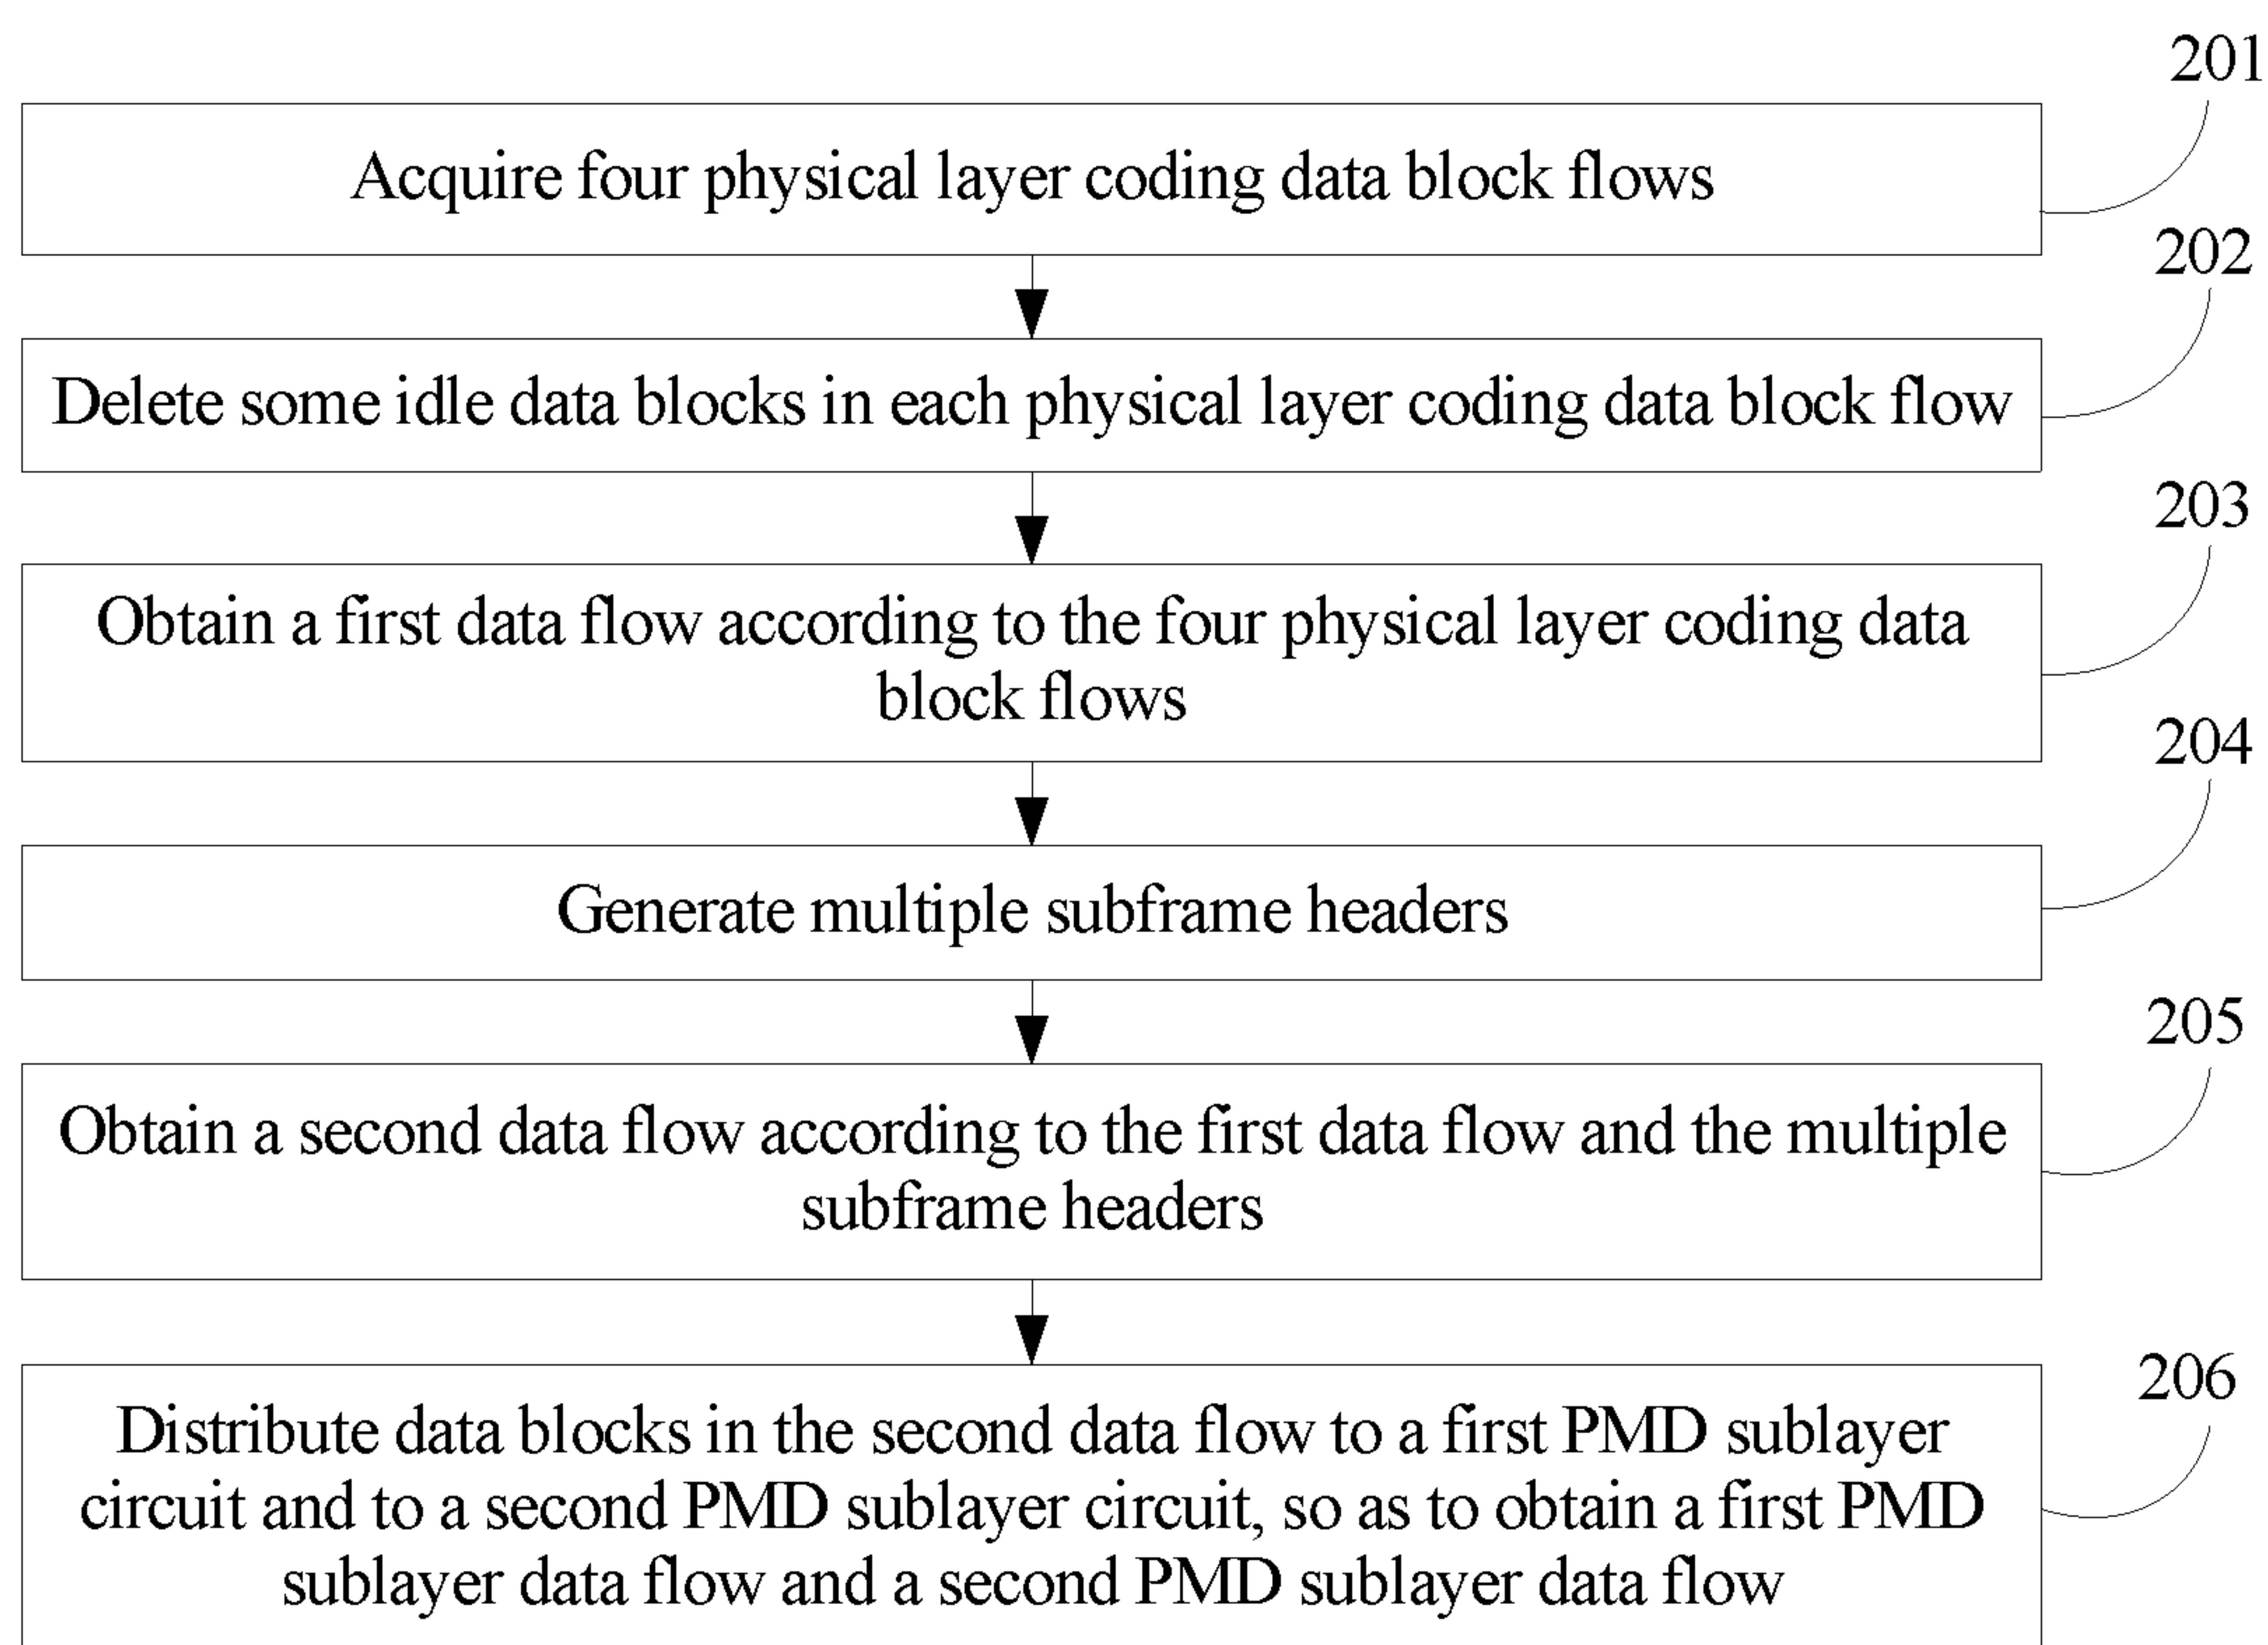 201
Acquire four physical layer coding data block flows
202
Delete some idle data blocks in each physical layer coding data block flow
203
Obtain a first data flow according to the four physical layer coding data
block flows
204
Generate multiple subframe headers
205
Obtain a second data flow according to the first data flow and the multiple
subframe headers
206
Distribute data blocks in the second data flow to a first PMD sublayer
circuit and to a second PMD sublayer circuit, so as to obtain a first PMD
sublayer data flow and a second PMD sublayer data flow